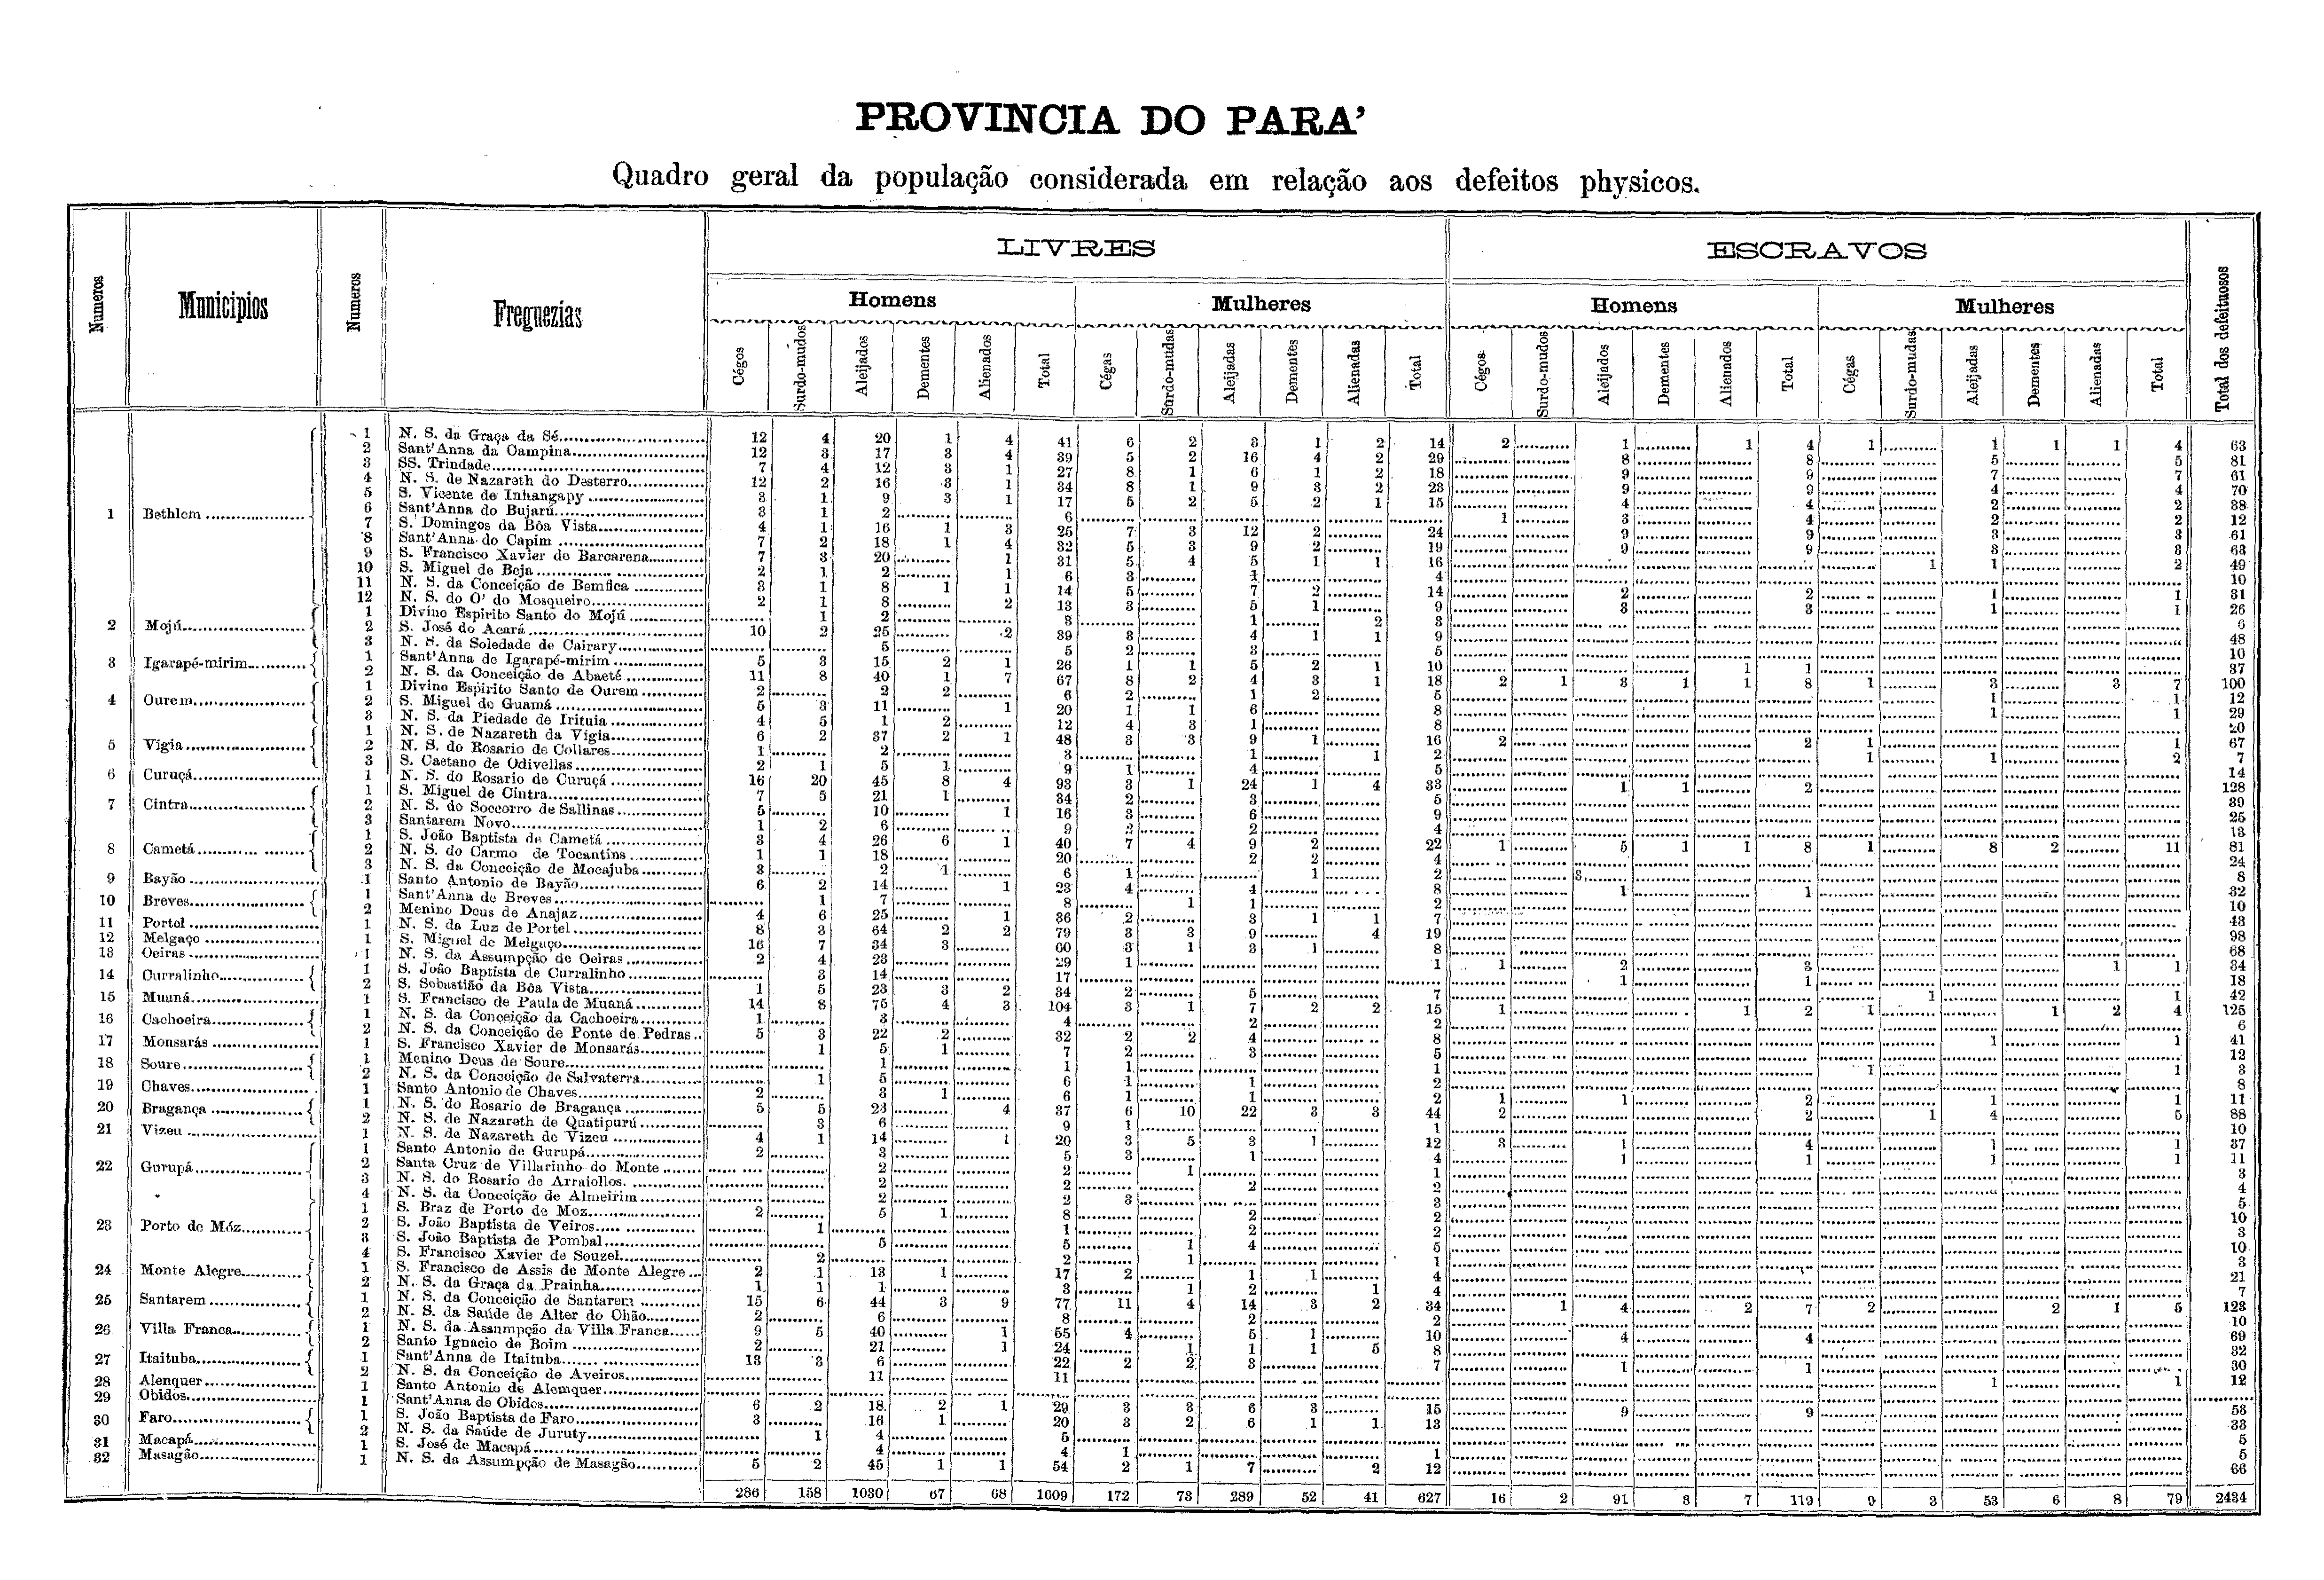 PROVINCIA DO PARA'
Quadro geral da população considerada em relação aos defeitos physicos.
Numeros Municipios Numeros Freguezias LIVRES ESCRAVOS Total dos defeituosos
Homens Mulheres Homens Mulheres
Cégos Surdo-mudos Aleijados Dementes Alienados Total Cégas Surdo-mudas Aleijadas Dementes Alienadas Total Cégos Surdo-mudos Aleijados Dementes Alienados Total Cégas Surdo-mudas Aleijadas Dementes Alienadas Total
1 N. S. da Graça da Sé 12 4 20 1 4 41 6 2 3 1 2 14 2 ... 1 ... 1 4 1 ... 1 1 1 4 63
2 Sant'Anna da Campina 12 3 17 3 4 39 5 2 16 4 2 29 ... ... 8 ... ... 8 ... ... 5 ... ... 5 81
3 SS. Trindade 7 4 12 3 1 27 8 1 6 1 2 18 ... ... 9 ... ... 9 ... ... 7 ... ... 7 61
4 N. S. de Nazareth do Desterro 12 2 16 3 1 34 8 1 9 3 2 23 ... ... 9 ... ... 9 ... ... 4 ... ... 4 70
5 S. Vicente de Inhangapy 3 1 9 3 1 17 5 2 5 2 1 15 ... ... 4 ... ... 4 ... ... 2 ... ... 2 38
1 Bethlem 6 Sant'Anna do Bujarú 3 1 2 ... ... 6 ... ... ... ... ... ... 1 ... 3 ... ... 4 ... ... 2 ... ... 2 12
7 S. Domingos da Bôa Vista 4 1 16 1 3 25 7 3 12 2 ... 24 ... ... 9 ... ... 9 ... ... 3 ... ... 3 61
8 Sant'Anna do Capim 7 2 18 1 4 32 5 3 9 2 ... 19 ... ... 9 ... ... 9 ... ... 3 ... ... 3 63
9 S. Francisco Xavier de Barcarena 7 3 20 ... 1 31 5 4 5 1 1 16 ... ... ... ... ... ... ... 1 1 ... ... 2 49
10 S. Miguel de Beja 2 1 2 ... 1 6 3 ... 1 ... ... 4 ... ... ... ... ... ... ... ... ... ... ... ... 10
11 N. S. da Conceição de Bemfica 3 1 8 1 1 14 5 ... 7 2 ... 14 ... ... 2 ... ... 2 ... ... 1 ... ... 1 31
12 N. S. do O' do Mosqueiro 2 1 8 ... 2 13 3 ... 5 1 ... 9 ... ... 3 ... ... 3 ... ... 1 ... ... 1 26
1 Divino Espirito Santo do Mojú ... 1 2 ... ... 3 ... ... 1 ... 2 3 ... ... ... ... ... ... ... ... ... ... ... ... 6
2 Mojú 2 S. José do Acará 10 2 25 ... 2 39 3 ... 4 1 1 9 ... ... ... ... ... ... ... ... ... ... ... ... 48
3 N. S. da Soledade de Cairary ... ... 5 ... ... 5 2 ... 3 ... ... 5 ... ... ... ... ... ... ... ... ... ... ... ... 10
3 Igarapé-mirim 1 Sant'Anna de Igarapé-mirim 5 3 15 2 1 26 1 1 5 2 1 10 ... ... ... ... 1 1 ... ... ... ... ... ... 37
2 N. S. da Conceição de Abaeté 11 8 40 1 7 67 8 2 4 3 1 18 2 1 3 1 1 8 1 ... 3 ... 3 7 100
1 Divino Espirito Santo de Ourem 2 ... 2 2 ... 6 2 ... 1 2 ... 5 ... ... ... ... ... ... ... ... 1 ... ... 1 12
4 Ourem 2 S. Miguel do Guamá 5 3 11 ... 1 20 1 1 6 ... ... 8 ... ... ... ... ... ... ... ... 1 ... ... 1 29
3 N. S. da Piedade de Irituia 4 5 1 2 ... 12 4 3 1 ... ... 8 ... ... ... ... ... ... ... ... ... ... ... ... 20
1 N. S. de Nazareth da Vigia 6 2 37 2 1 48 3 3 9 1 ... 16 2 ... ... ... ... 2 1 ... ... ... ... 1 67
5 Vigia 2 N. S. do Rosario de Collares 1 ... 2 ... ... 3 ... ... 1 ... 1 2 ... ... ... ... ... ... 1 ... 1 ... ... 2 7
3 S. Caetano de Odivellas 2 1 5 1 ... 9 1 ... 4 ... ... 5 ... ... ... ... ... ... ... ... ... ... ... ... 14
6 Curuçá 1 N. S. do Rosario de Curuçá 16 20 45 8 4 93 3 1 24 1 4 33 ... ... 1 1 ... 2 ... ... ... ... ... ... 128
1 S. Miguel de Cintra 7 5 21 1 ... 34 2 ... 3 ... ... 5 ... ... ... ... ... ... ... ... ... ... ... ... 39
7 Cintra 2 N. S. do Soccorro de Sallinas 5 ... 10 ... 1 16 3 ... 6 ... ... 9 ... ... ... ... ... ... ... ... ... ... ... ... 25
3 Santarem Novo 1 2 6 ... ... 9 2 ... 2 ... ... 4 ... ... ... ... ... ... ... ... ... ... ... ... 13
1 S. João Baptista de Cametá 3 4 26 6 1 40 7 4 9 2 ... 22 1 ... 5 1 1 8 1 ... 8 2 ... 11 81
8 Cametá 2 N. S. do Carmo de Tocantins 1 1 18 ... ... 20 ... ... 2 2 ... 4 ... ... ... ... ... ... ... ... ... ... ... ... 24
3 N. S. da Conceição de Mocajuba 3 ... 2 1 ... 6 1 ... ... 1 ... 2 ... ... ... ... ... ... ... ... ... ... ... ... 8
9 Bayão 1 Santo Antonio de Bayão 6 2 14 ... 1 23 4 ... 4 ... ... 8 ... ... 1 ... ... 1 ... ... ... ... ... ... 32
10 Breves 1 Sant'Anna de Breves ... 1 7 ... ... 8 ... 1 1 ... ... 2 ... ... ... ... ... ... ... ... ... ... ... ... 10
2 Menino Deus de Anajaz 4 6 25 ... 1 36 2 ... 3 1 1 7 ... ... ... ... ... ... ... ... ... ... ... ... 43
11 Portel 1 N. S. da Luz de Portel 8 3 64 2 2 79 3 3 9 ... 4 19 ... ... ... ... ... ... ... ... ... ... ... ... 98
12 Melgaço 1 S. Miguel de Melgaço 16 7 34 3 ... 60 3 1 3 1 ... 8 ... ... ... ... ... ... ... ... ... ... ... ... 68
13 Oeiras 1 N. S. da Assumpção de Oeiras 2 4 23 ... ... 29 1 ... ... ... ... 1 1 ... 2 ... ... 3 ... ... ... ... 1 1 34
14 Curralinho 1 S. João Baptista de Curralinho ... 3 14 ... ... 17 ... ... ... ... ... ... ... ... 1 ... ... 1 ... ... ... ... ... ... 18
2 S. Sebastião da Bôa Vista 1 5 23 3 2 34 2 ... 5 ... ... 7 ... ... ... ... ... ... ... 1 ... ... ... 1 42
15 Muaná 1 S. Francisco de Paula de Muaná 14 8 75 4 3 104 3 1 7 2 2 15 1 ... ... ... 1 2 1 ... ... 1 2 4 125
16 Cachoeira 1 N. S. da Conceição da Cachoeira 1 ... 3 ... ... 4 ... ... 2 ... ... 2 ... ... ... ... ... ... ... ... ... ... ... ... 6
2 N. S. da Conceição de Ponte de Pedras 5 3 22 2 ... 32 2 2 4 ... ... 8 ... ... ... ... ... ... ... ... 1 ... ... 1 41
17 Monsarás 1 S. Francisco Xavier de Monsarás ... 1 5 1 ... 7 2 ... 3 ... ... 5 ... ... ... ... ... ... ... ... ... ... ... ... 12
18 Soure 1 Menino Deus de Soure ... ... 1 ... ... 1 1 ... ... ... ... 1 ... ... ... ... ... ... 1 ... ... ... ... 1 3
2 N. S. da Conceição de Salvaterra ... 1 5 ... ... 6 1 ... 1 ... ... 2 ... ... ... ... ... ... ... ... ... ... ... ... 8
19 Chaves 1 Santo Antonio de Chaves 2 ... 3 1 ... 6 1 ... 1 ... ... 2 1 ... 1 ... ... 2 ... ... 1 ... ... 1 11
20 Bragança 1 N. S. do Rosario de Bragança 5 5 23 ... 4 37 6 10 22 3 3 44 2 ... ... ... ... 2 ... 1 4 ... ... 5 88
2 N. S. de Nazareth de Quatipurú ... 3 6 ... ... 9 1 ... ... ... ... 1 ... ... ... ... ... ... ... ... ... ... ... ... 10
21 Vizeu 1 N. S. de Nazareth de Vizeu 4 1 14 ... 1 20 3 5 3 1 ... 12 3 ... 1 ... ... 4 ... ... 1 ... ... 1 37
1 Santo Antonio de Gurupá 2 ... 3 ... ... 5 3 ... 1 ... ... 4 ... ... 1 ... ... 1 ... ... 1 ... ... 1 11
22 Gurupá 2 Santa Cruz de Villarinho do Monte ... ... 2 ... ... 2 ... 1 ... ... ... 1 ... ... ... ... ... ... ... ... ... ... ... ... 3
3 N. S. do Rosario de Arraiollos. ... ... 2 ... ... 2 ... ... 2 ... ... 2 ... ... ... ... ... ... ... ... ... ... ... ... 4
4 N. S. da Conceição de Almeirim ... ... 2 ... ... 2 3 ... ... ... ... 3 ... ... ... ... ... ... ... ... ... ... ... ... 5
1 S. Braz de Porto de Moz 2 ... 5 1 ... 8 ... ... 2 ... ... 2 ... ... ... ... ... ... ... ... ... ... ... ... 10
23 Porto de Móz 2 S. João Baptista de Veiros ... 1 ... ... ... 1 ... ... 2 ... ... 2 ... ... ... ... ... ... ... ... ... ... ... ... 3
3 S. João Baptista de Pombal ... ... 5 ... ... 5 ... 1 4 ... ... 5 ... ... ... ... ... ... ... ... ... ... ... ... 10
4 S. Francisco Xavier de Souzel ... 2 ... ... ... 2 ... 1 ... ... ... 1 ... ... ... ... ... ... ... ... ... ... ... ... 3
24 Monte Alegre 1 S. Francisco de Assis de Monte Alegre 2 1 13 1 ... 17 2 ... 1 1 ... 4 ... ... ... ... ... ... ... ... ... ... ... ... 21
2 N. S. da Graça da Prainha 1 1 1 ... ... 3 ... 1 2 ... 1 4 ... ... ... ... ... ... ... ... ... ... ... ... 7
25 Santarem 1 N. S. da Conceição de Santarem 15 6 44 3 9 77 11 4 14 3 2 34 ... 1 4 ... 2 7 2 ... ... 2 1 5 123
2 N. S. da Saúde de Alter do Chão 2 ... 6 ... ... 8 ... ... 2 ... ... 2 ... ... ... ... ... ... ... ... ... ... ... ... 10
26 Villa Franca 1 N. S. da Assumpção da Villa Franca 9 5 40 ... 1 55 4 ... 5 1 ... 10 ... ... 4 ... ... 4 ... ... ... ... ... ... 69
2 Santo Ignacio de Boim 2 ... 21 ... 1 24 ... 1 1 1 5 8 ... ... ... ... ... ... ... ... ... ... ... ... 32
27 Itaituba 1 Sant'Anna de Itaituba 13 3 6 ... ... 22 2 2 3 ... ... 7 ... ... 1 ... ... 1 ... ... ... ... ... ... 30
2 N. S. da Conceição de Aveiros ... ... 11 ... ... 11 ... ... ... ... ... ... ... ... ... ... ... ... ... ... 1 ... ... 1 12
28 Alenquer 1 Santo Antonio de Alemquer ... ... ... ... ... ... ... ... ... ... ... ... ... ... ... ... ... ... ... ... ... ... ... ... ...
29 Obidos 1 Sant'Anna de Obidos 6 2 18 2 1 29 3 3 6 3 ... 15 ... ... 9 ... ... 9 ... ... ... ... ... ... 53
30 Faro 1 S. João Baptista de Faro 3 ... 16 1 ... 20 3 2 6 1 1 13 ... ... ... ... ... ... ... ... ... ... ... ... 33
2 N. S. da Saúde de Juruty ... 1 4 ... ... 5 ... ... ... ... ... ... ... ... ... ... ... ... ... ... ... ... ... ... 5
31 Macapá 1 S. José de Macapá ... ... 4 ... ... 4 1 ... ... ... ... 1 ... ... ... ... ... ... ... ... ... ... ... ... 5
32 Masagão 1 N. S. da Assumpção de Masagão 5 2 45 1 1 54 2 1 7 ... 2 12 ... ... ... ... ... ... ... ... ... ... ... ... 66
286 158 1030 67 68 1609 172 73 289 52 41 627 16 2 91 3 7 119 9 3 53 6 8 79 2434